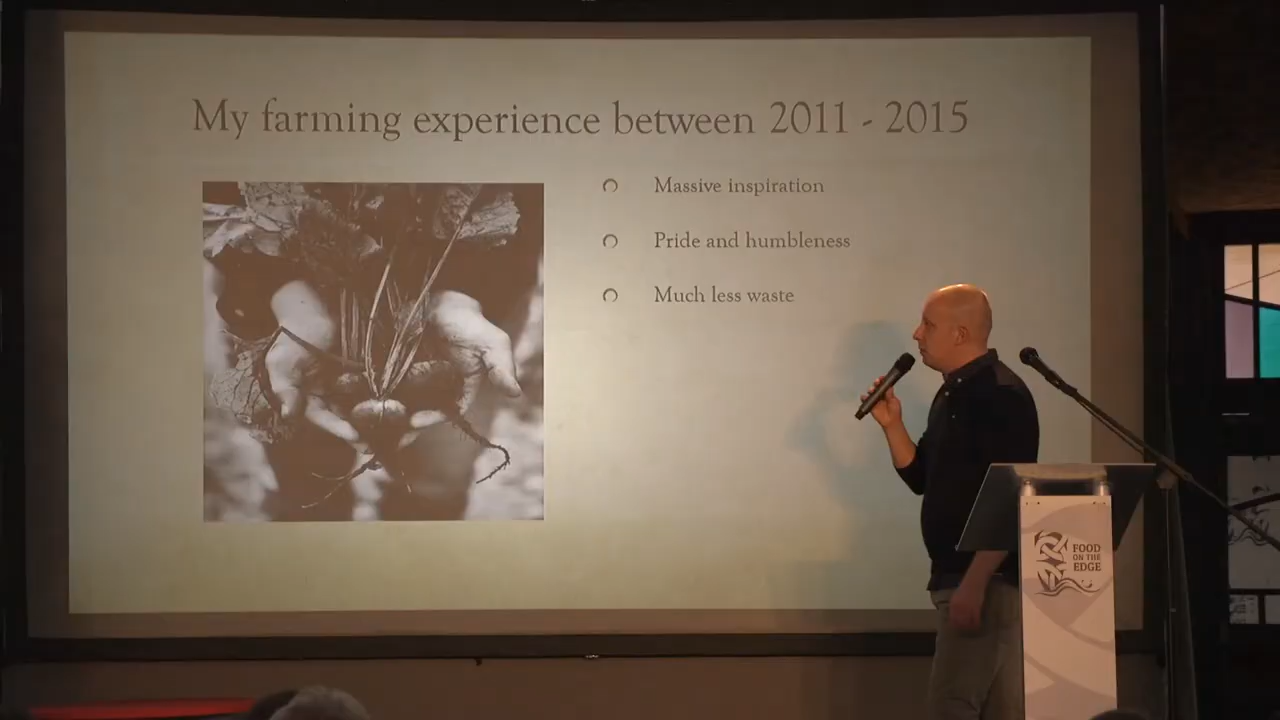 My farming experience between 2011 - 2015
Massive inspiration
Pride and humbleness
Much less waste
FOOD
ON THE
EDGE